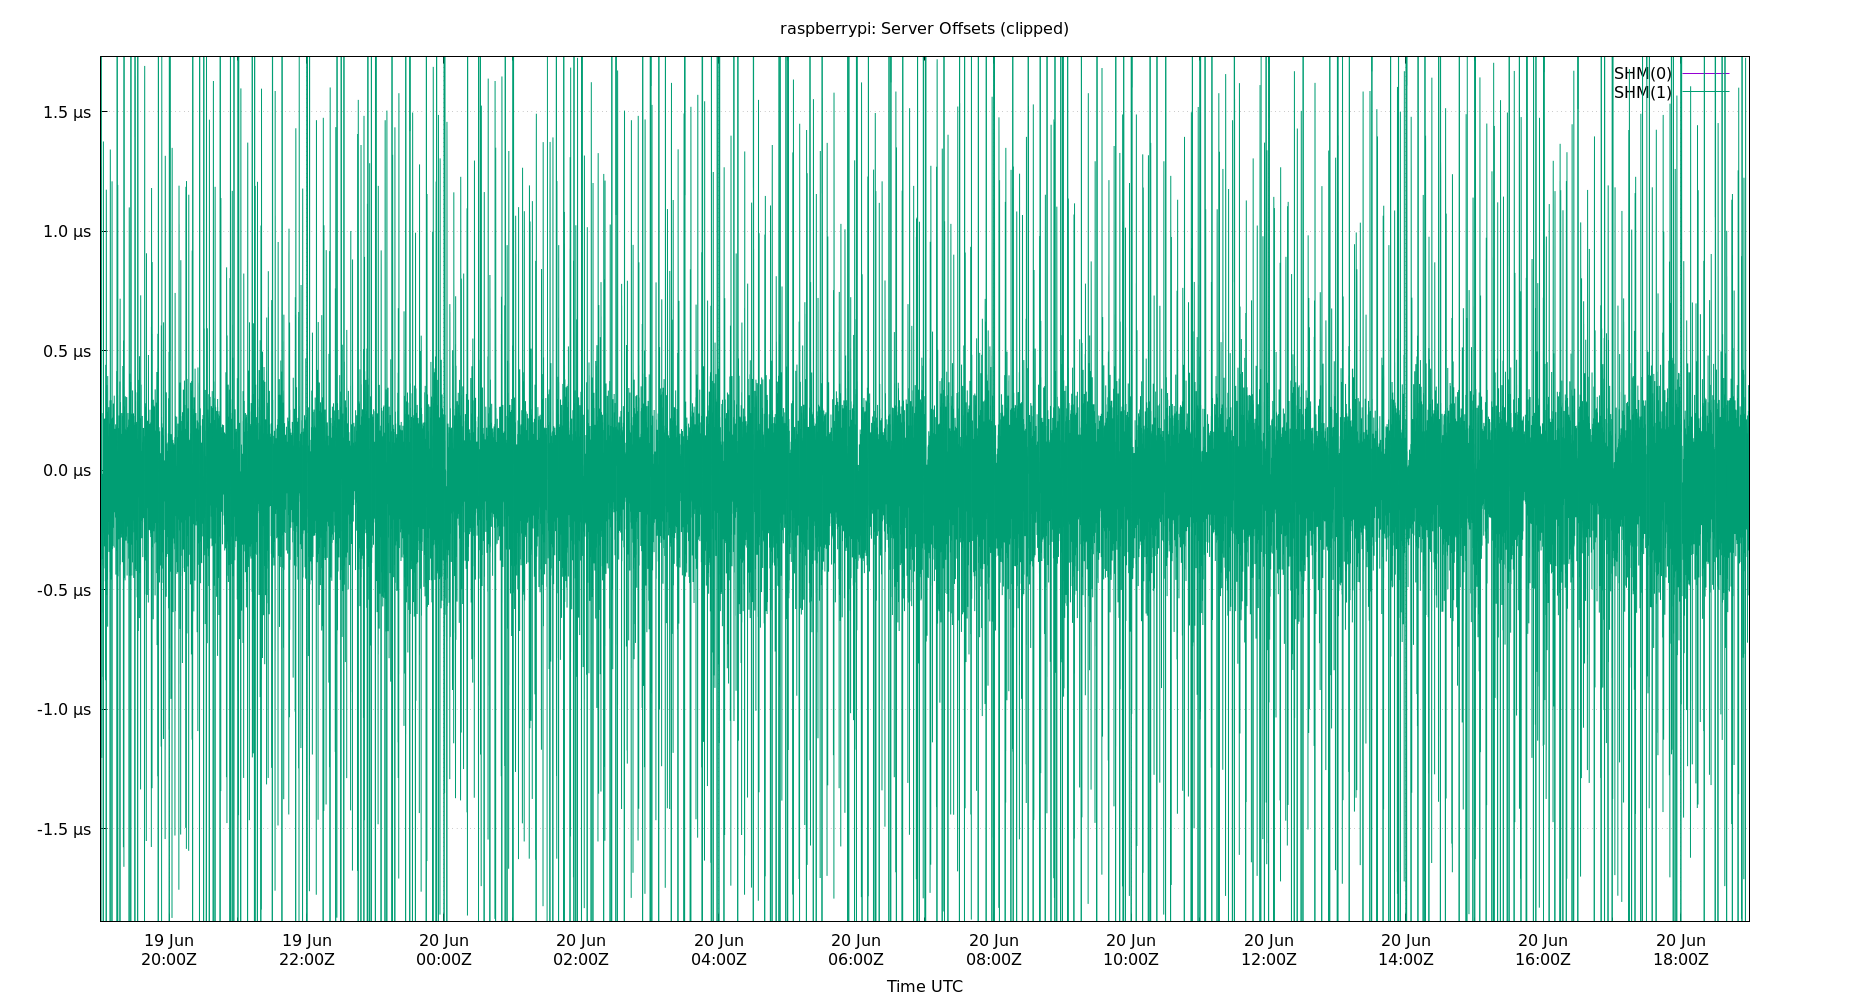 raspberrypi: Server Offsets (clipped)
SHM(0)
SHM(1)
1.5 µs
1.0 µs
0.5 µs
0.0 µs
-0.5 µs
-1.0 µs
-1.5 µs
19 Jun 19 Jun 20 Jun 20 Jun 20 Jun 20 Jun 20 Jun 20 Jun 20 Jun 20 Jun 20 Jun 20 Jun
20:00Z 22:00Z 00:00Z 02:00Z 04:00Z 06:00Z 08:00Z 10:00Z 12:00Z 14:00Z 16:00Z 18:00Z
Time UTC